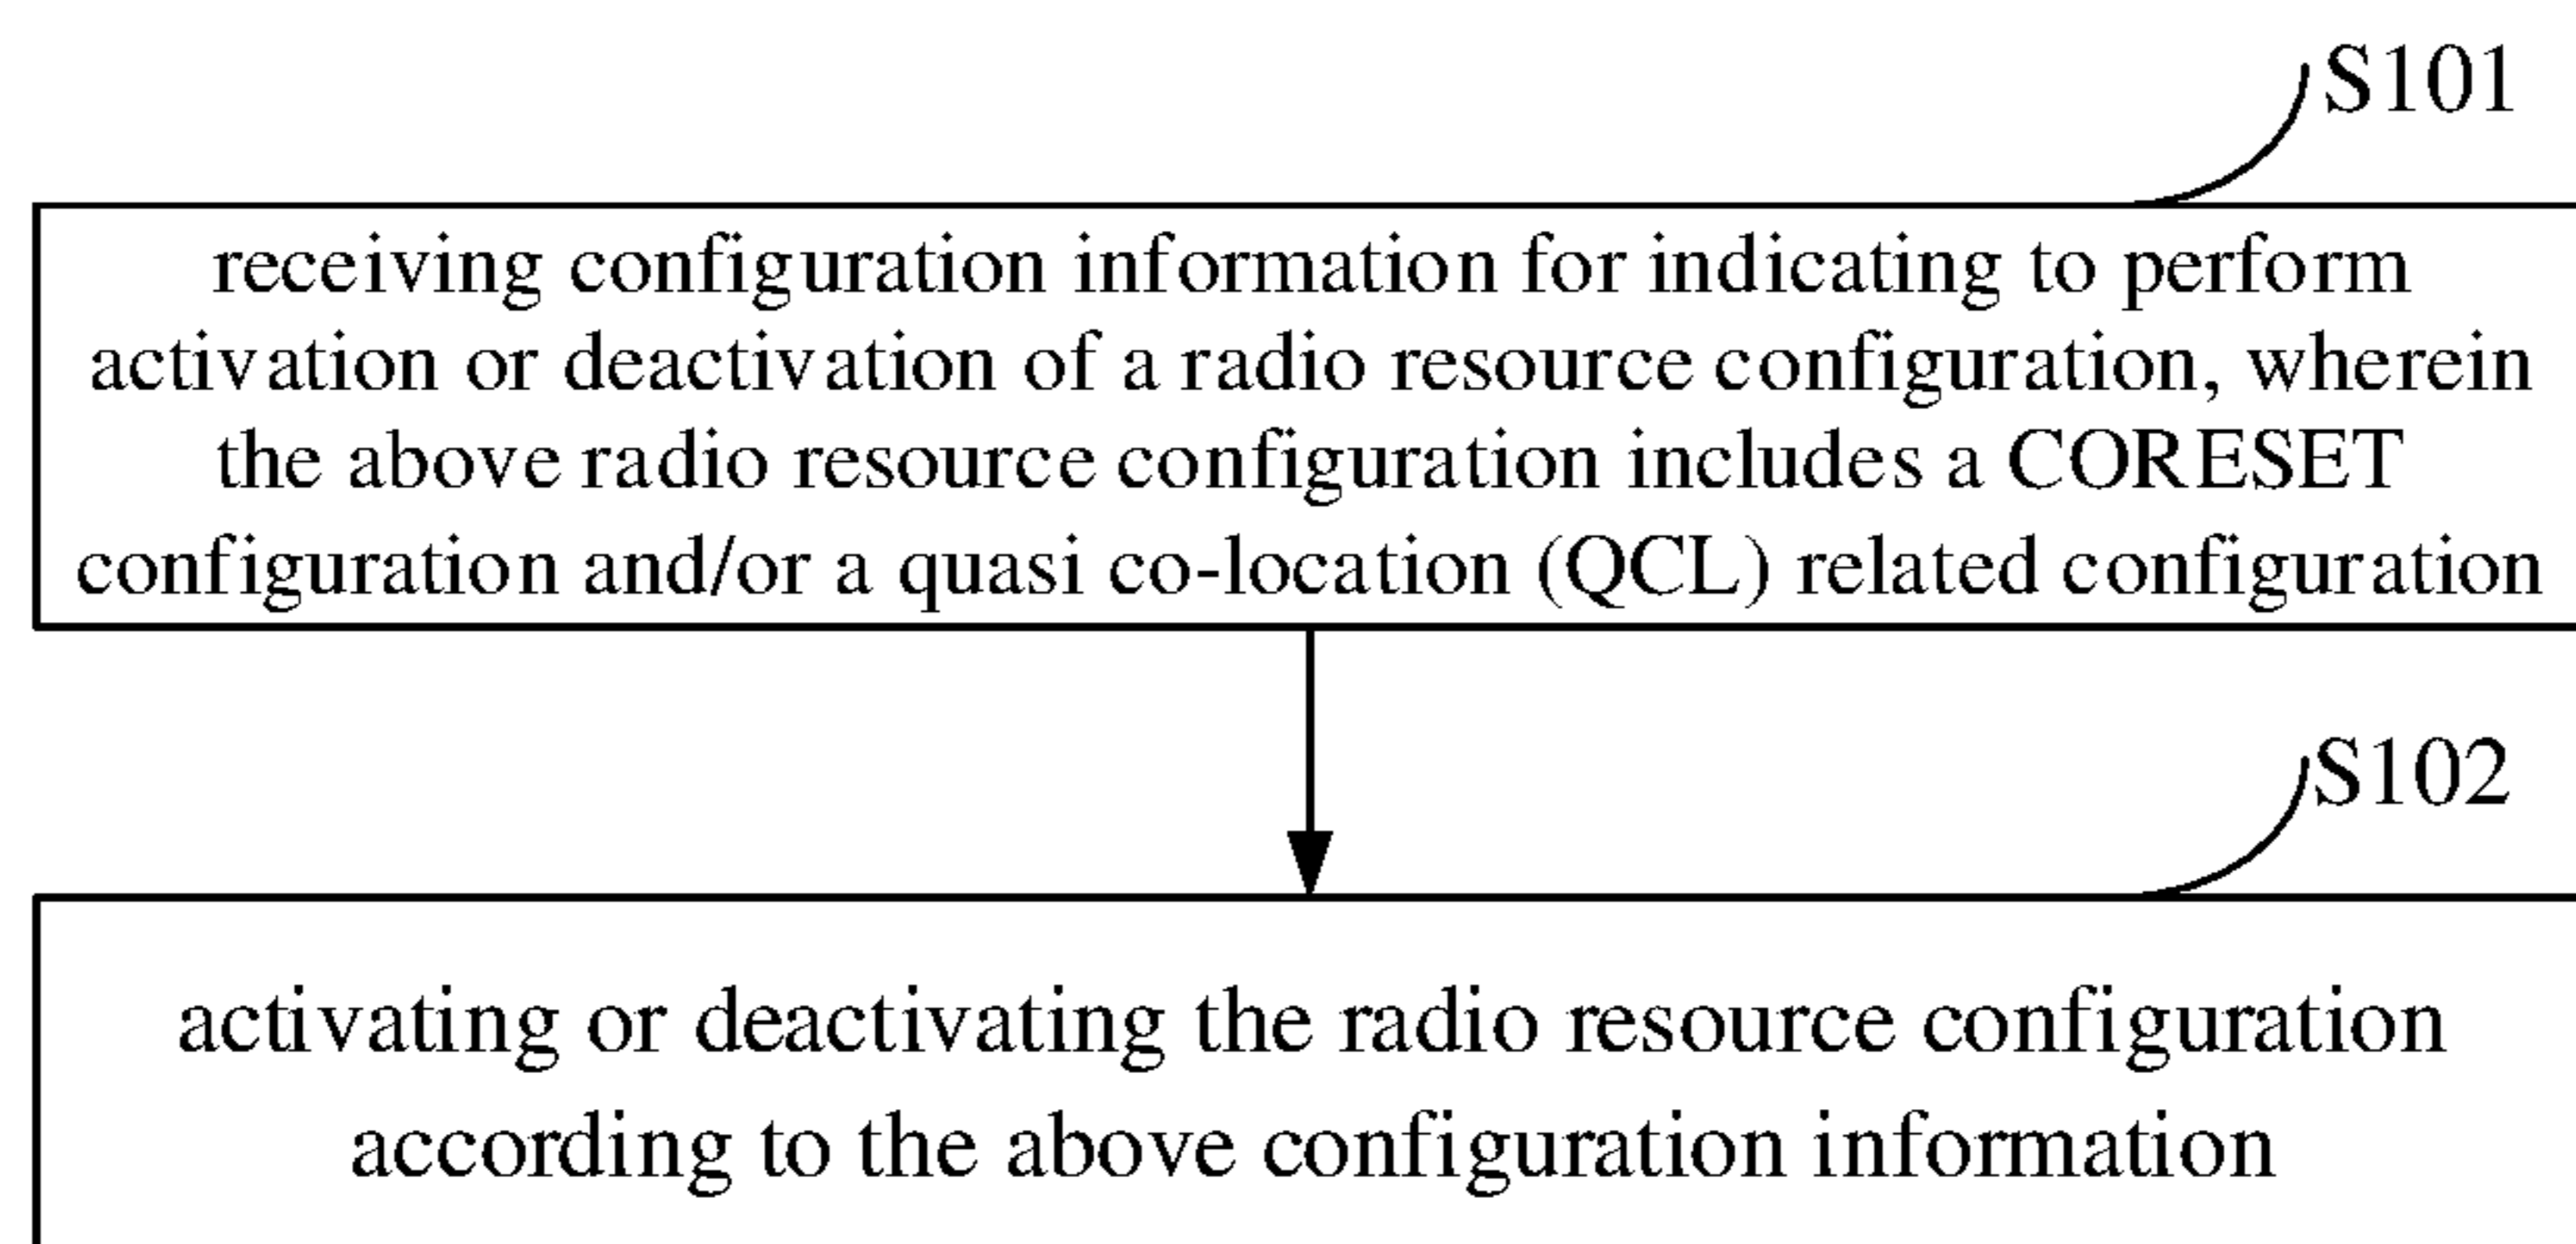 S101
receiving configuration information for indicating to perform
activation or deactivation of a radio resource configuration, wherein
the above radio resource configuration includes a CORESET
configuration and/or a quasi co-location (QCL) related configuration
S102
activating or deactivating the radio resource configuration
according to the above configuration information